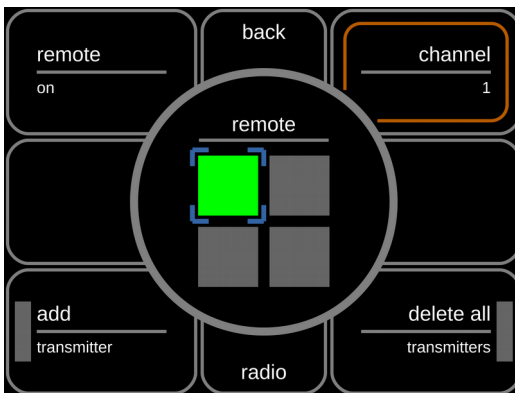 back
remote
on
channel
1
remote
add
transmitter
delete all
transmitters
radio